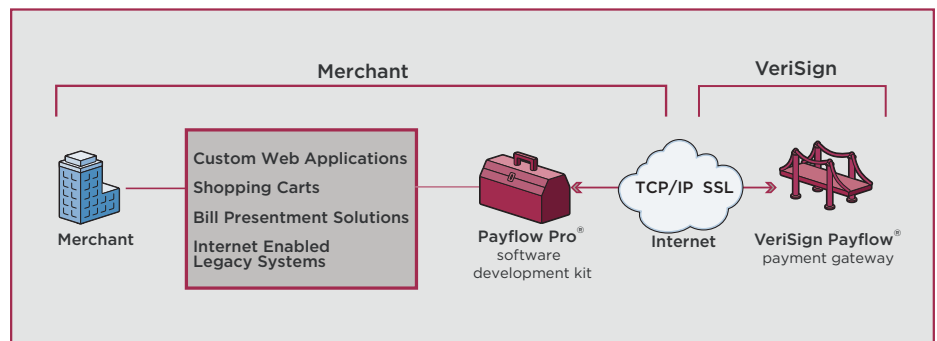 Merchant
VeriSign
Custom Web Applications
Shopping Carts
Bill Presentment Solutions
Internet Enabled
Legacy Systems
Merchant
Payflow Pro®
software
development kit
TCP/IP SSL
Internet
VeriSign Payflow®
payment gateway